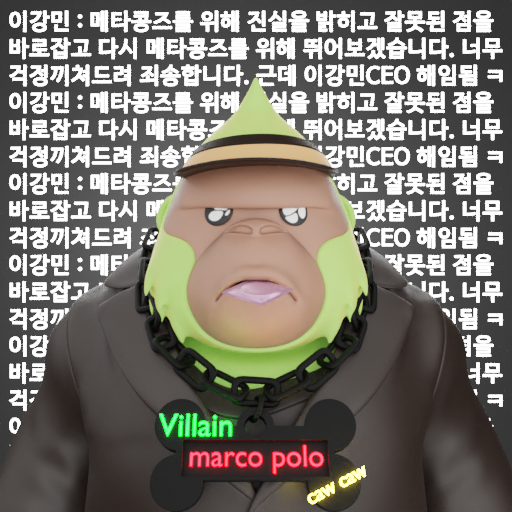 이강민 : 메타콩즈를 위해 진실을 밝히고 잘못된 점을
바로잡고 다시 메타콩즈를 위해 뛰어보겠습니다. 너무
걱정끼쳐드려 죄송합니다. 근데 이강민CEO 해임됨 ㅋ
이강민 : 메타콩즈를 위해 진실을 밝히고 잘못된 점을
바로잡고 다시 메타콩즈 뛰어보겠습니다. 너무
걱정끼쳐드려 죄송합 강민CEO 해임됨 ㅋ
이강민 : 메타콩즈 히고 잘못된 점을
바로잡고 다시 메 보겠습니다. 너무
걱정끼쳐드려 CEO 해임됨 ㅋ
이강민 : 메타 잘못된 점을
바로잡고 다. 너무
걱정끼 해임됨 ㅋ
이강 점을
바로 너무
ㅋ
Villain
marco polo
caw caw